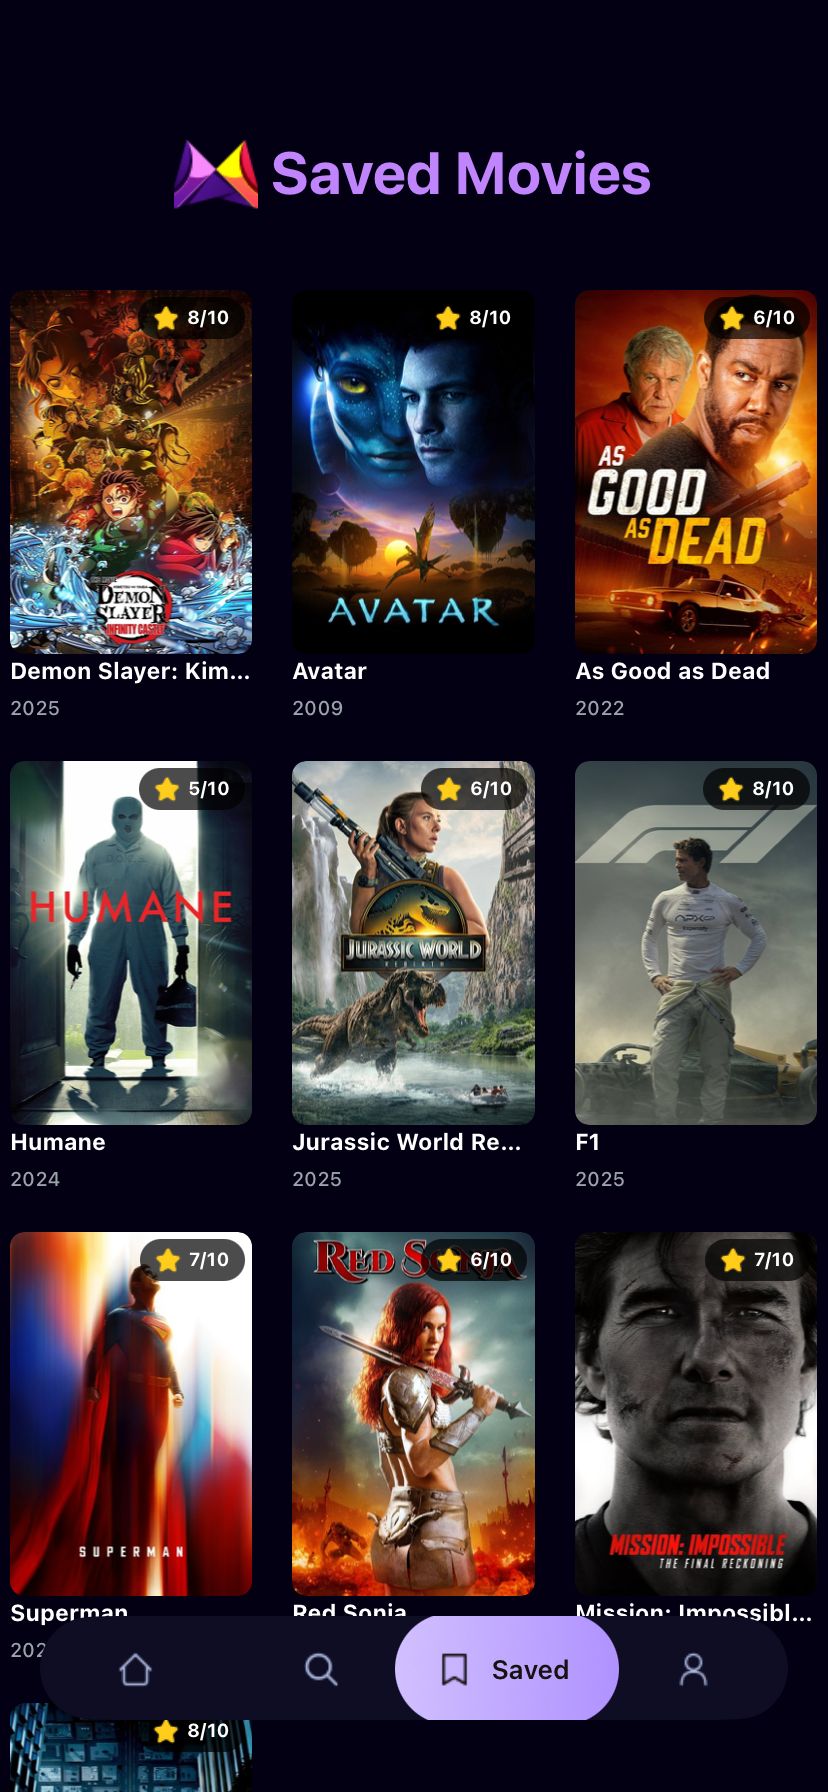 Saved Movies
8/10
8/10
6/10
DEMON
SLAYER
INFINITY CASTLE
AVATAR
AS
GOOD
AS DEAD
Demon Slayer: Kim...
Avatar
As Good as Dead
2025
2009
2022
5/10
6/10
8/10
HUMANE
JURASSIC WORLD
REBIRTH
F1
APXGP
Humane
Jurassic World Re...
F1
2024
2025
2025
7/10
6/10
7/10
RED SONJA
SUPERMAN
MISSION: IMPOSSIBLE
THE FINAL RECKONING
Superman
Red Sonja
Mission: Impossibl...
202
Saved
8/10